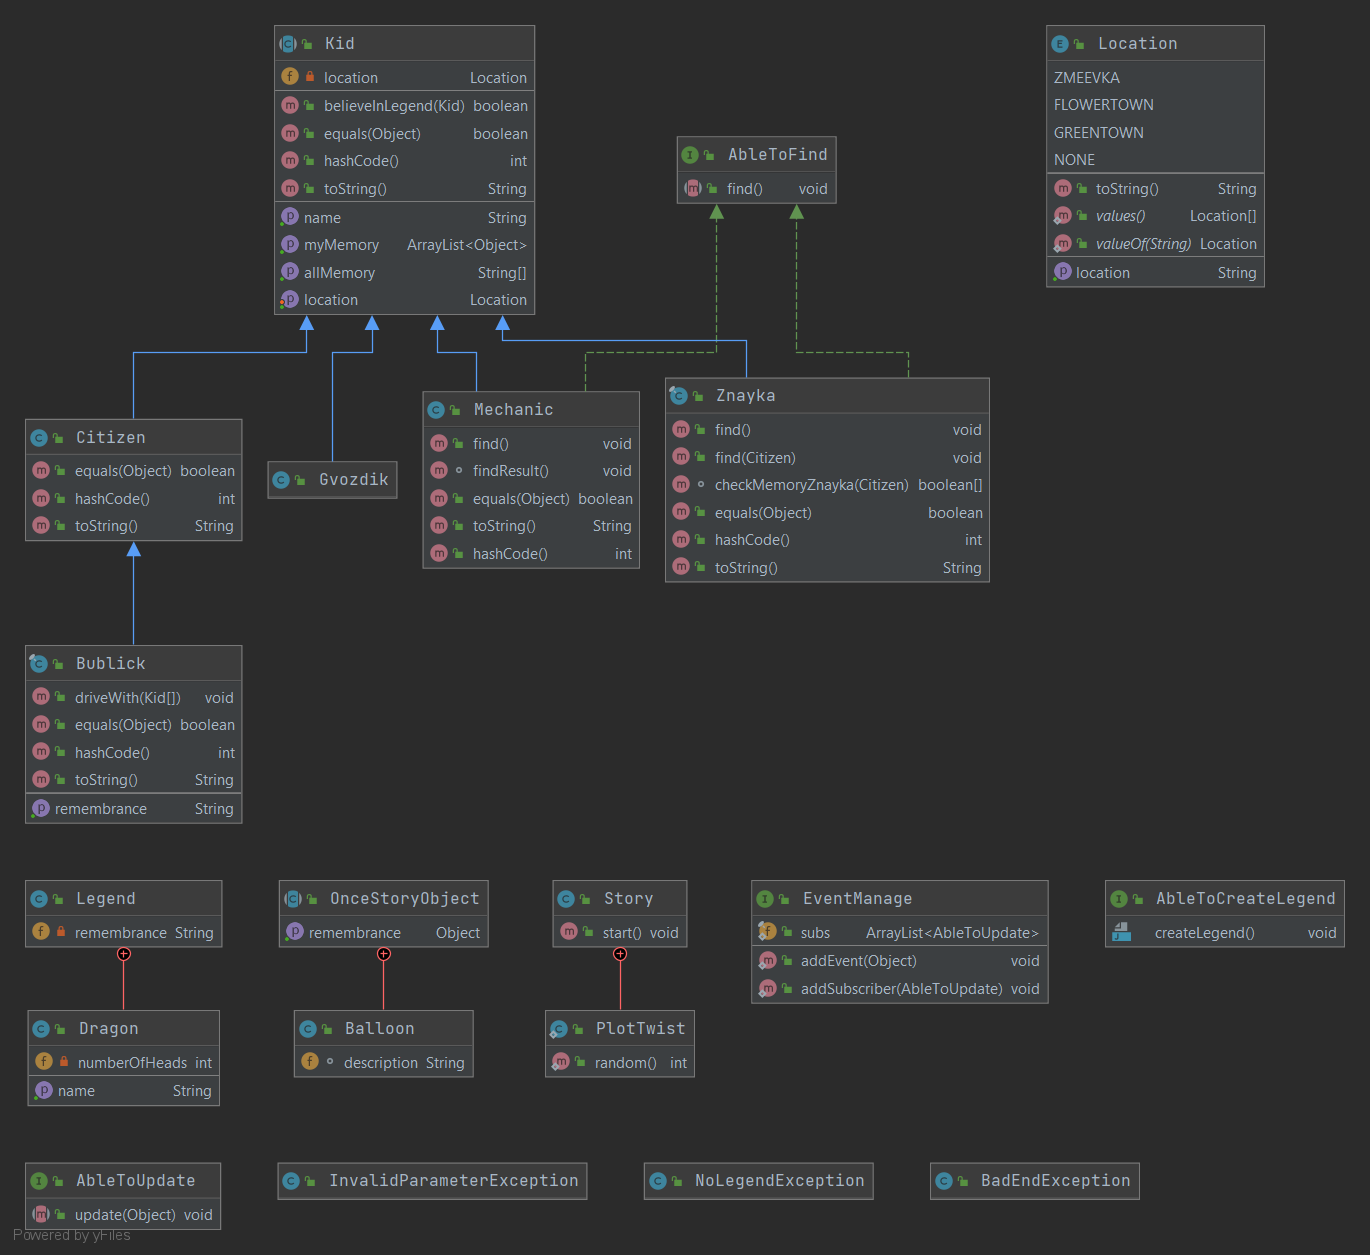 Kid
location Location
believeInLegend(Kid) boolean
equals(Object) boolean
hashCode() int
toString() String
name String
myMemory ArrayList<Object>
allMemory String[]
location Location
AbleToFind
find() void
Location
ZMEEVKA
FLOWERTOWN
GREENTOWN
NONE
toString() String
values() Location[]
valueOf(String) Location
location String
Citizen
equals(Object) boolean
hashCode() int
toString() String
Gvozdik
Mechanic
find() void
findResult() void
equals(Object) boolean
toString() String
hashCode() int
Znayka
find() void
find(Citizen) void
checkMemoryZnayka(Citizen) boolean[]
equals(Object) boolean
hashCode() int
toString() String
Bublick
driveWith(Kid[]) void
equals(Object) boolean
hashCode() int
toString() String
remembrance String
Legend
remembrance String
OnceStoryObject
remembrance Object
Story
start() void
EventManage
subs ArrayList<AbleToUpdate>
addEvent(Object) void
addSubscriber(AbleToUpdate) void
AbleToCreateLegend
createLegend() void
Dragon
numberOfHeads int
name String
Balloon
description String
PlotTwist
random() int
AbleToUpdate
update(Object) void
InvalidParameterException
NoLegendException
BadEndException
Powered by yFiles